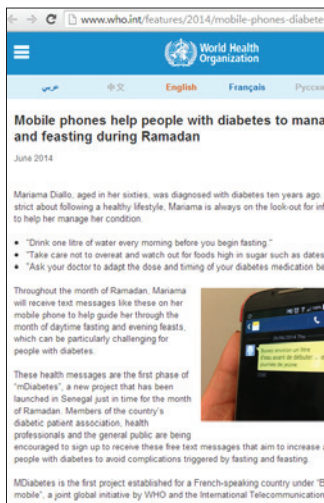 www.who.int/features/2014/mobile-phones-diabete
World Health
Organization
عربي
中文
English
Français
Русски
Mobile phones help people with diabetes to mana
and feasting during Ramadan
June 2014
Mariama Diallo, aged in her sixties, was diagnosed with diabetes ten years ago.
strict about following a healthy lifestyle, Mariama is always on the look-out for inf
to help her manage her condition.
• "Drink one litre of water every morning before you begin fasting."
• "Take care not to overeat and watch out for foods high in sugar such as dates
• "Ask your doctor to adapt the dose and timing of your diabetes medication be
Throughout the month of Ramadan, Mariama
will receive text messages like these on her
mobile phone to help guide her through the
month of daytime fasting and evening feasts,
which can be particularly challenging for
people with diabetes.
These health messages are the first phase of
"mDiabetes", a new project that has been
launched in Senegal just in time for the month
of Ramadan. Members of the country's
diabetic patient association, health
professionals and the general public are being
encouraged to sign up to receive these free text messages that aim to increase a
people with diabetes to avoid complications triggered by fasting and feasting.
MDiabetes is the first project established for a French-speaking country under "B
mobile", a joint global initiative by WHO and the International Telecommunication